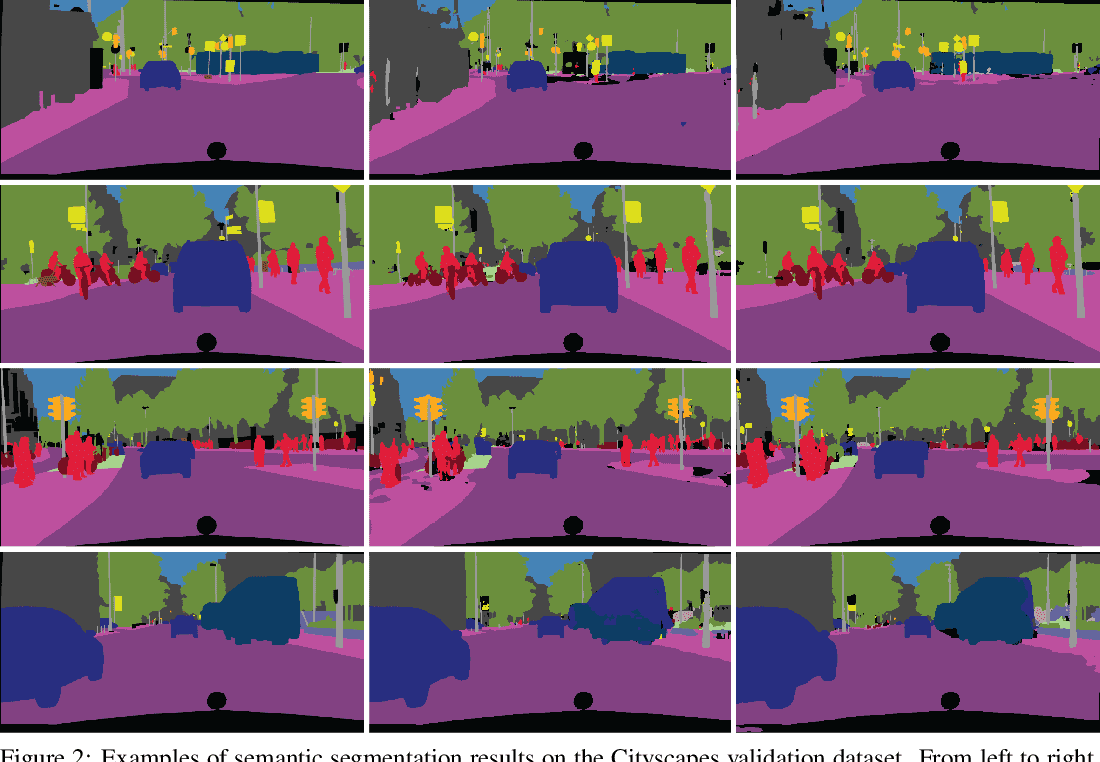 Figure 2: Examples of semantic segmentation results on the Cityscapes validation dataset. From left to right